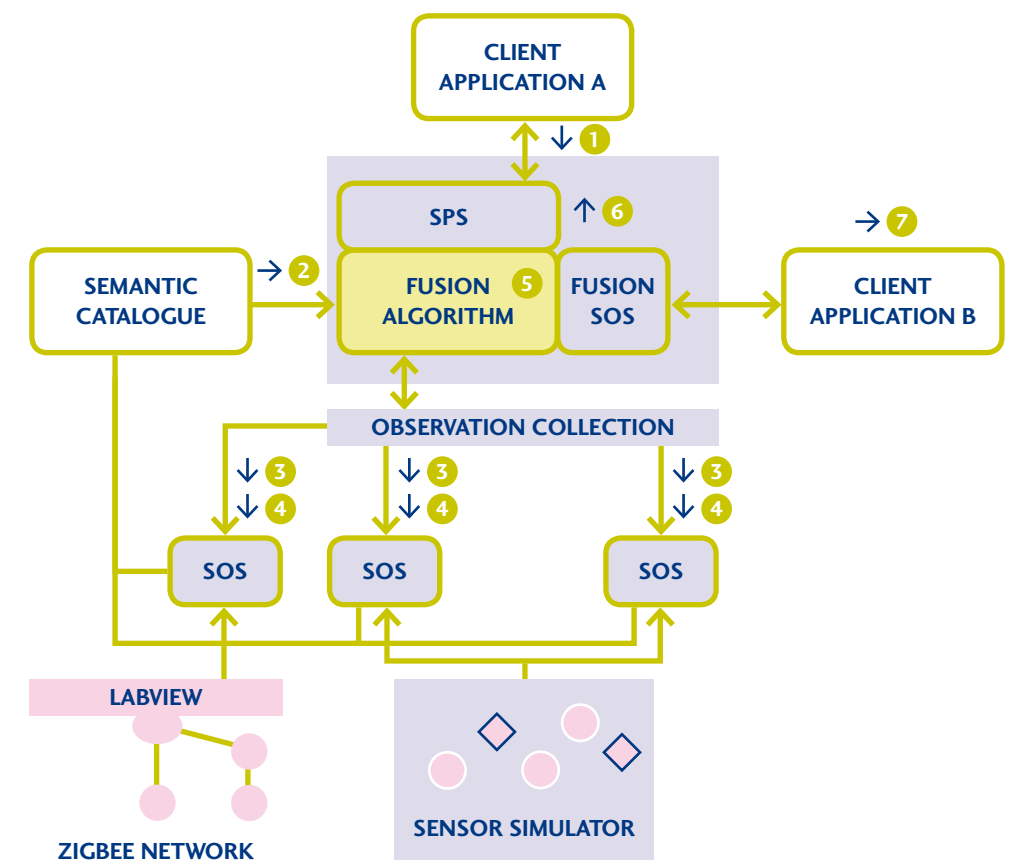 CLIENT
APPLICATION A
1
SPS
6
7
SEMANTIC
CATALOGUE
2
FUSION
ALGORITHM
5
FUSION
SOS
CLIENT
APPLICATION B
OBSERVATION COLLECTION
3
4
3
4
3
4
SOS
SOS
SOS
LABVIEW
SENSOR SIMULATOR
ZIGBEE NETWORK